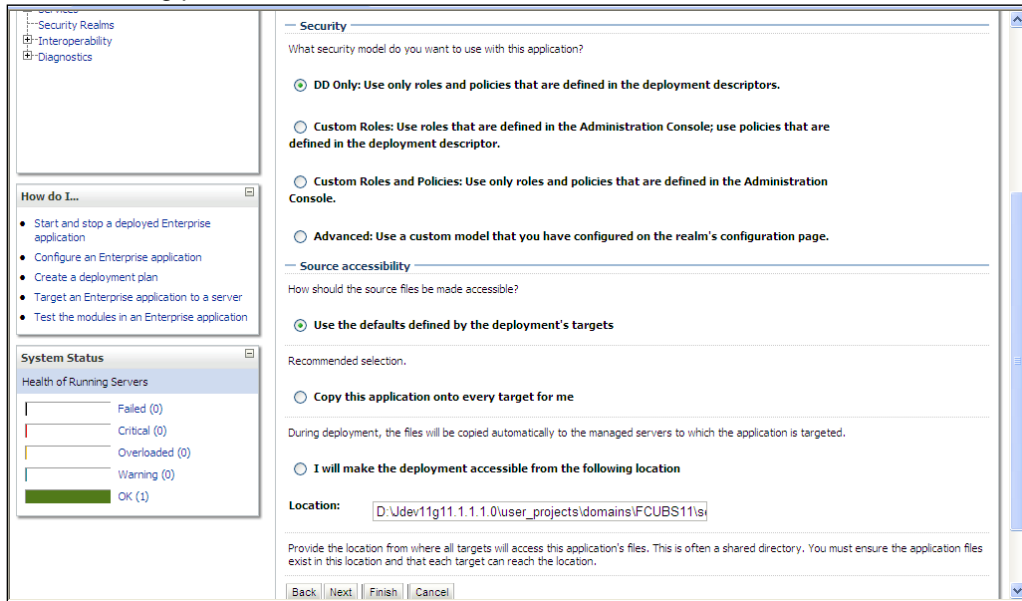 Security Realms
Interoperability
Diagnostics
How do I...
Start and stop a deployed Enterprise
application
Configure an Enterprise application
Create a deployment plan
Target an Enterprise application to a server
Test the modules in an Enterprise application
System Status
Health of Running Servers
Failed (0)
Critical (0)
Overloaded (0)
Warning (0)
OK (1)
Security
What security model do you want to use with this application?
DD Only: Use only roles and policies that are defined in the deployment descriptors.
Custom Roles: Use roles that are defined in the Administration Console; use policies that are
defined in the deployment descriptor.
Custom Roles and Policies: Use only roles and policies that are defined in the Administration
Console.
Advanced: Use a custom model that you have configured on the realm's configuration page.
Source accessibility
How should the source files be made accessible?
Use the defaults defined by the deployment's targets
Recommended selection.
Copy this application onto every target for me
During deployment, the files will be copied automatically to the managed servers to which the application is targeted.
I will make the deployment accessible from the following location
Location: D:\Jdev11g11.1.1.1.0\user_projects\domains\FCUBS11\
Provide the location from where all targets will access this application's files. This is often a shared directory. You must ensure the application files
exist in this location and that each target can reach the location.
Back Next Finish Cancel